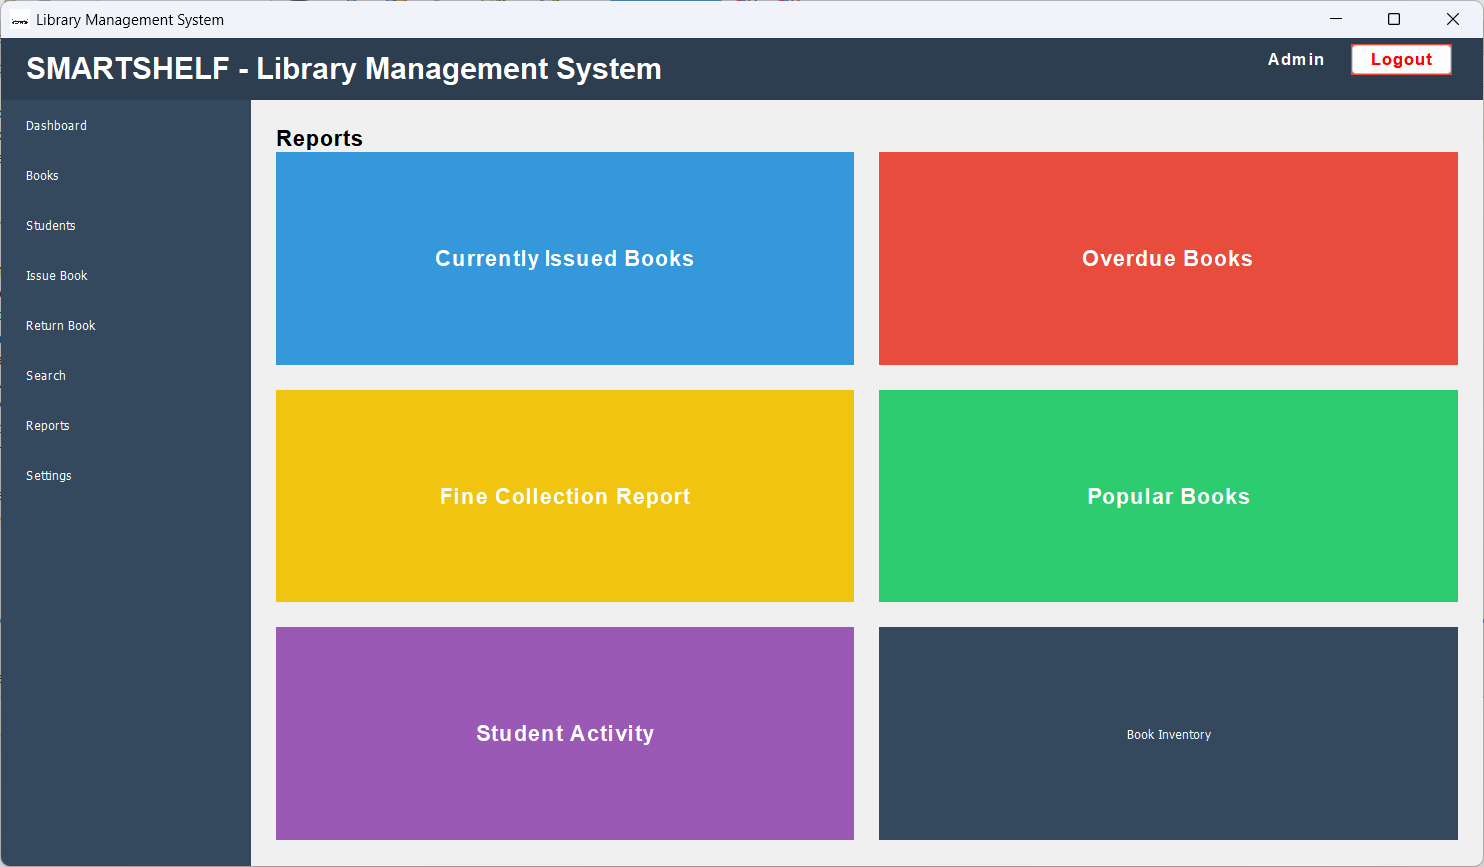 Library Management System
SMARTSHELF - Library Management System
Admin
Logout
Dashboard
Books
Students
Issue Book
Return Book
Search
Reports
Settings
Reports
Currently Issued Books
Overdue Books
Fine Collection Report
Popular Books
Student Activity
Book Inventory